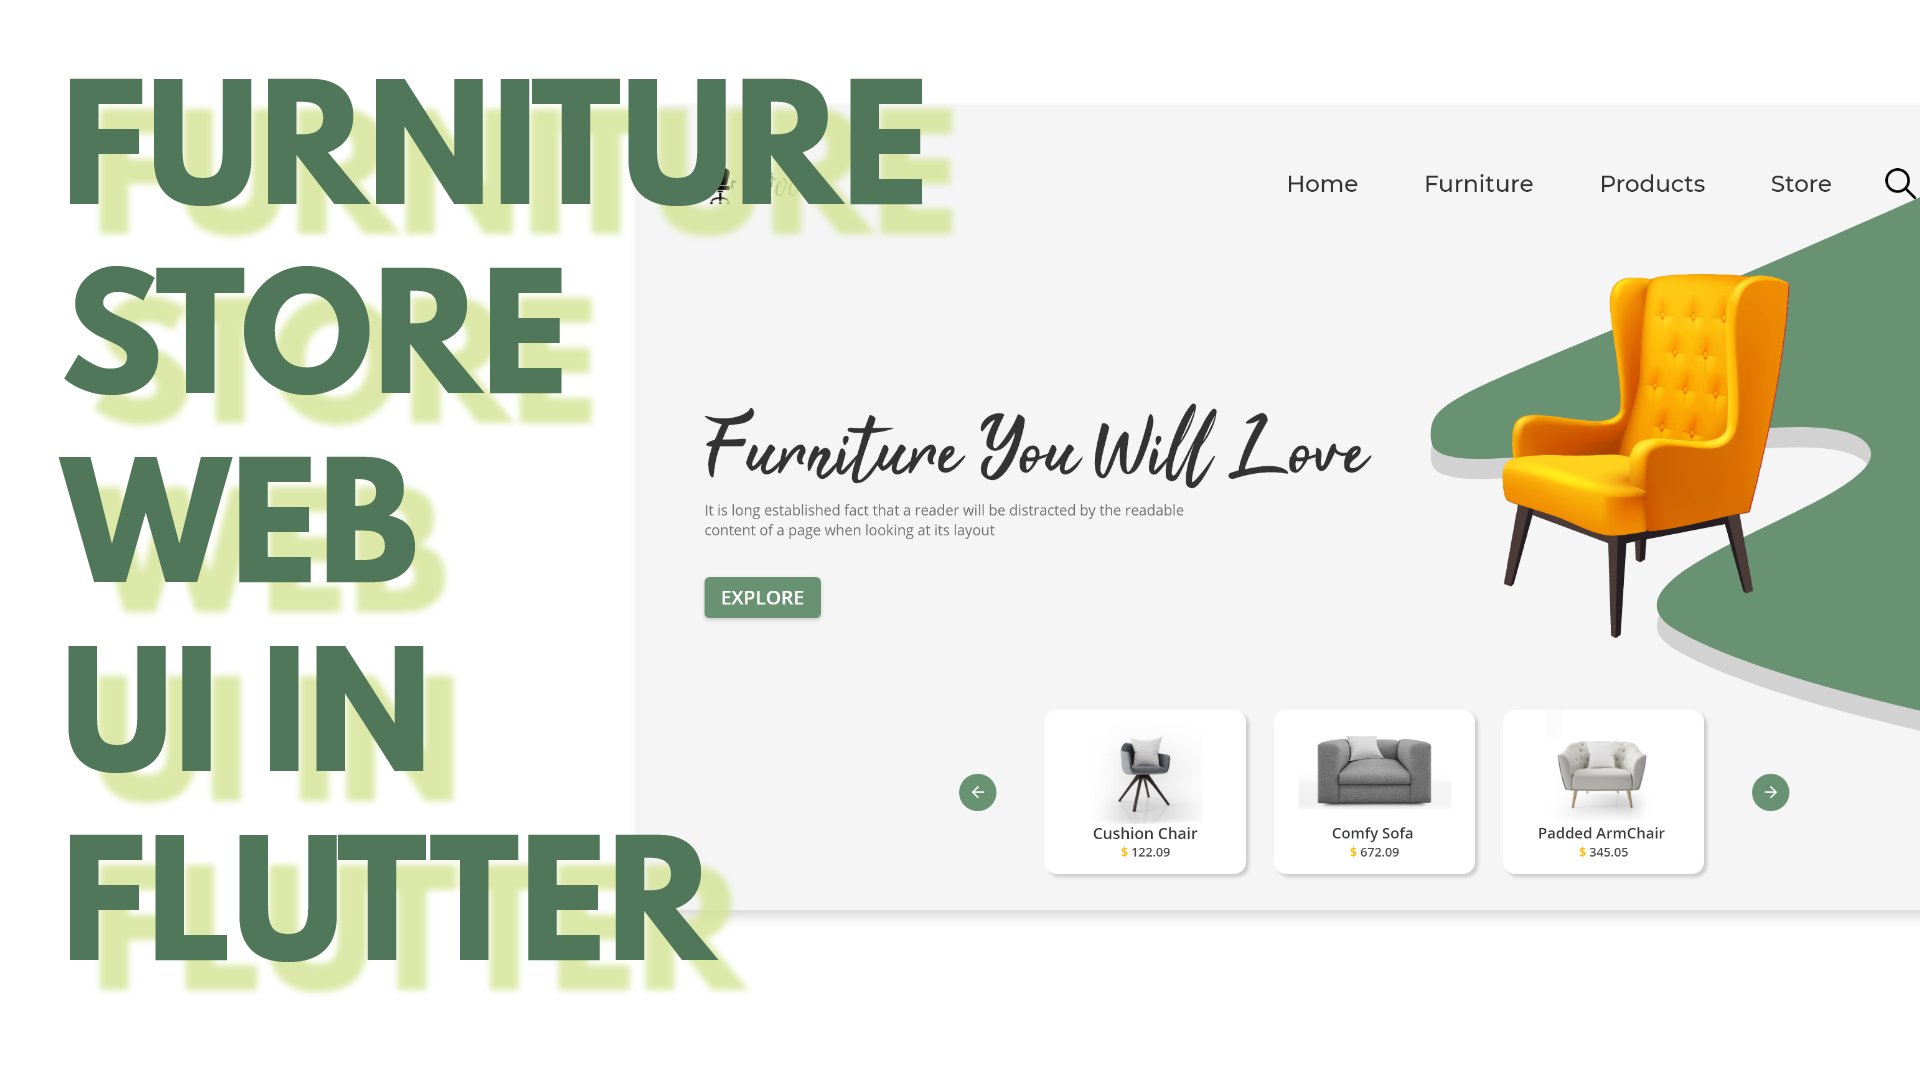 FURNITURE
STORE
WEB
UI IN
FLUTTER
Home Furniture Products Store
Furniture You Will Love
It is long established fact that a reader will be distracted by the readable
content of a page when looking at its layout
EXPLORE
Cushion Chair
$ 122.09
Comfy Sofa
$ 672.09
Padded ArmChair
$ 345.05